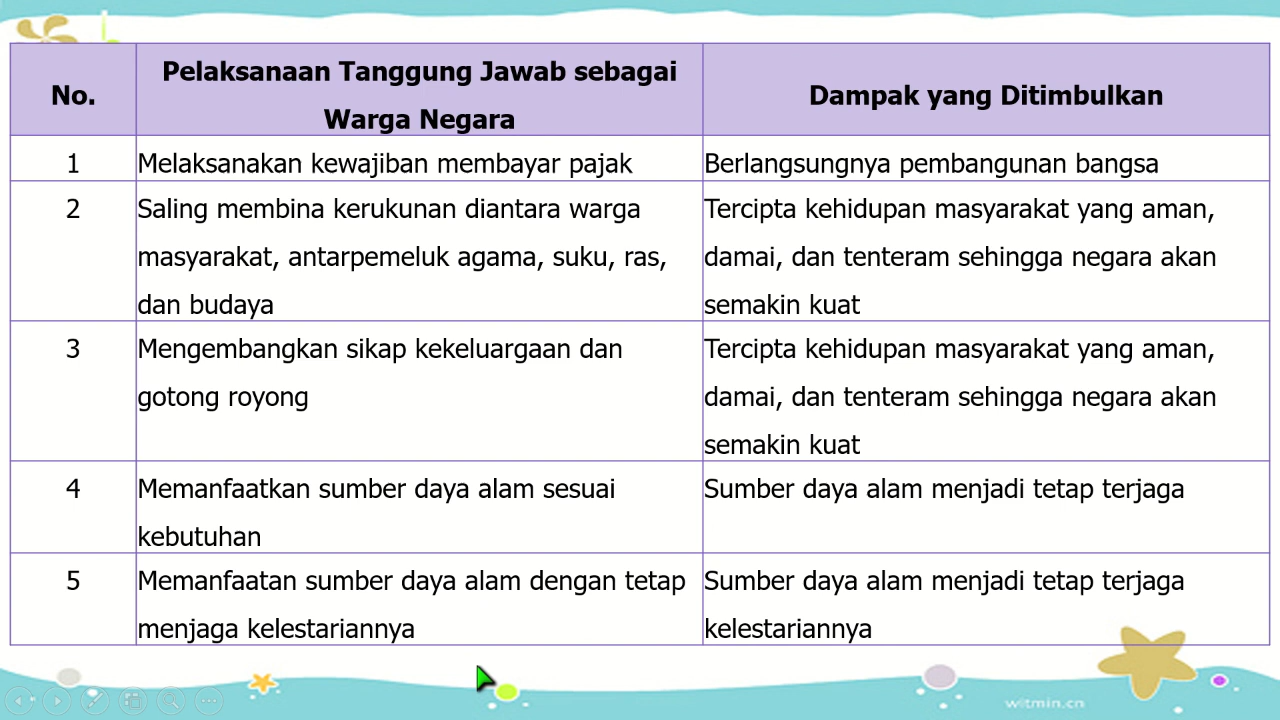 No.
Pelaksanaan Tanggung Jawab sebagai
Warga Negara
Dampak yang Ditimbulkan
1
Melaksanakan kewajiban membayar pajak
Berlangsungnya pembangunan bangsa
2
Saling membina kerukunan diantara warga
masyarakat, antarpemeluk agama, suku, ras,
dan budaya
Tercipta kehidupan masyarakat yang aman,
damai, dan tenteram sehingga negara akan
semakin kuat
3
Mengembangkan sikap kekeluargaan dan
gotong royong
Tercipta kehidupan masyarakat yang aman,
damai, dan tenteram sehingga negara akan
semakin kuat
4
Memanfaatkan sumber daya alam sesuai
kebutuhan
Sumber daya alam menjadi tetap terjaga
5
Memanfaatan sumber daya alam dengan tetap
menjaga kelestariannya
Sumber daya alam menjadi tetap terjaga
kelestariannya
witmin.cn